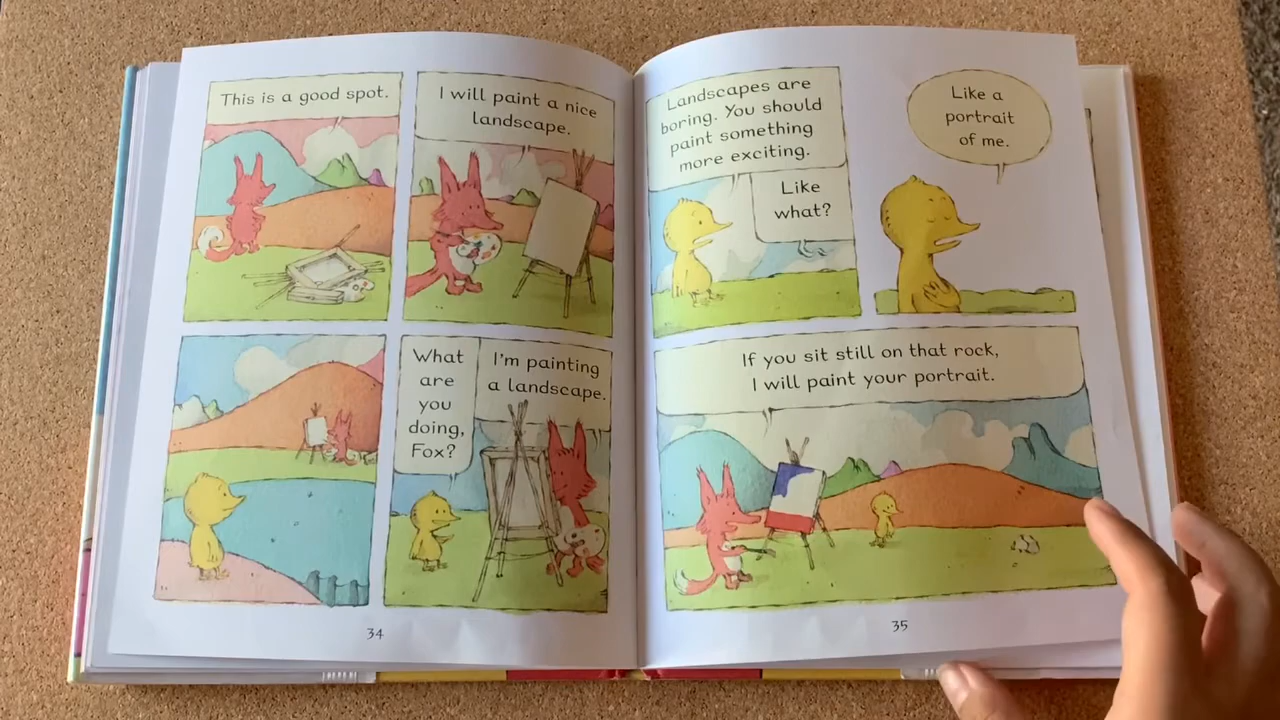 This is a good spot.
I will paint a nice
landscape.
What
are
you
doing,
Fox?
I'm painting
a landscape.
34
Landscapes are
boring. You should
paint something
more exciting.
Like
what?
Like a
portrait
of me.
If you sit still on that rock,
I will paint your portrait.
35